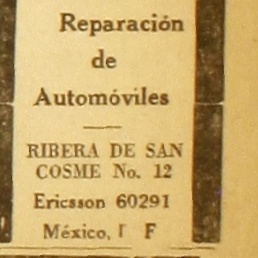 Reparación
de
Automóviles
RIBERA DE SAN
COSME No. 12
Ericsson 60291
México, F